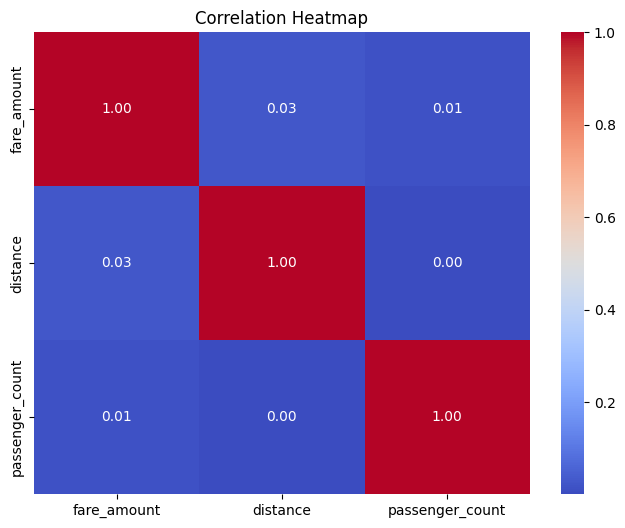 Correlation Heatmap
fare_amount
distance
passenger_count
1.00 0.03 0.01
0.03 1.00 0.00
0.01 0.00 1.00
fare_amount distance passenger_count
1.0
0.8
0.6
0.4
0.2